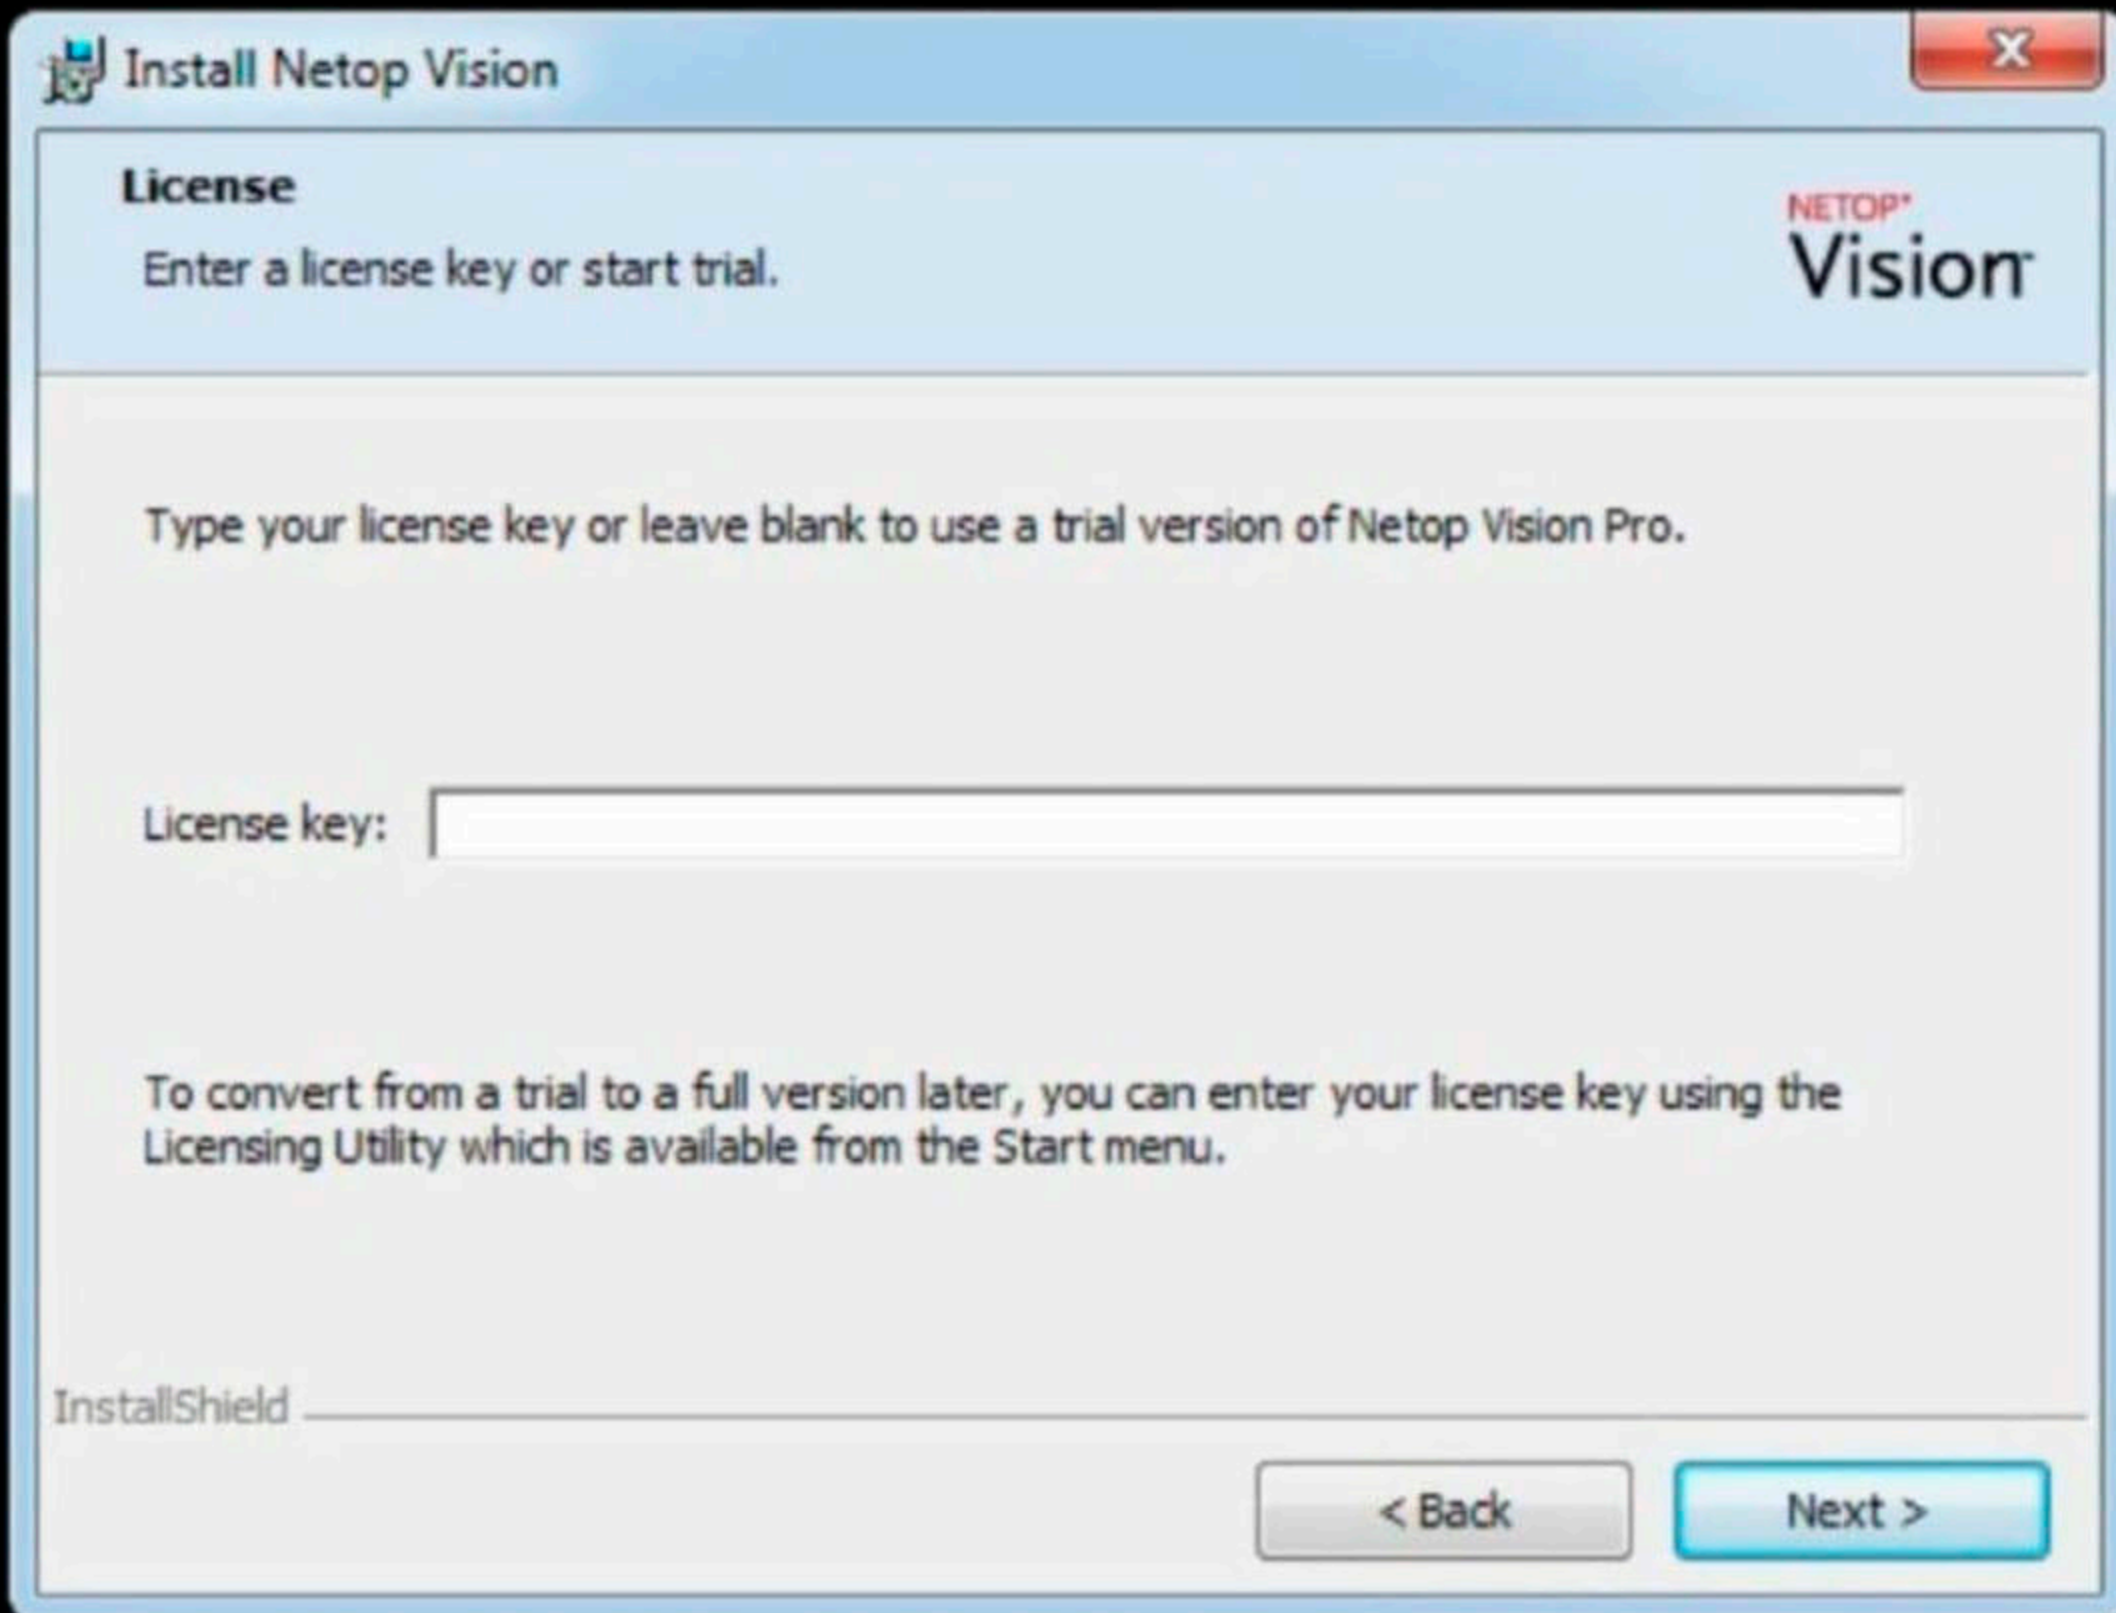 Install Netop Vision
License
Enter a license key or start trial.
NETOP
Vision
Type your license key or leave blank to use a trial version of Netop Vision Pro.
License key:
To convert from a trial to a full version later, you can enter your license key using the
Licensing Utility which is available from the Start menu.
InstallShield
< Back
Next >